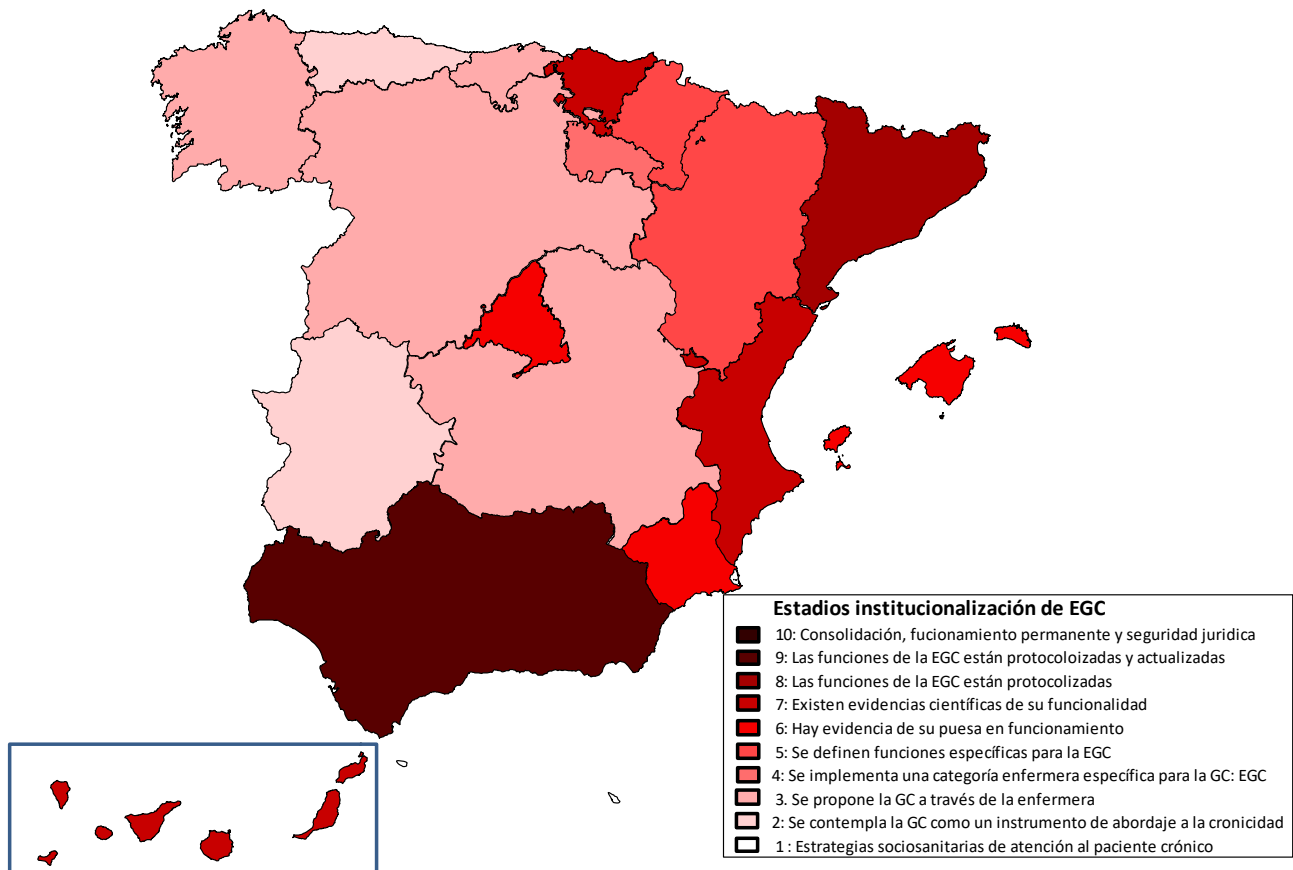 Estadios institucionalización de EGC
10: Consolidación, fucionamiento permanente y seguridad juridica
9: Las funciones de la EGC están protocoloizadas y actualizadas
8: Las funciones de la EGC están protocolizadas
7: Existen evidencias científicas de su funcionalidad
6: Hay evidencia de su puesa en funcionamiento
5: Se definen funciones específicas para la EGC
4: Se implementa una categoría enfermera específica para la GC: EGC
3. Se propone la GC a través de la enfermera
2: Se contempla la GC como un instrumento de abordaje a la cronicidad
1 : Estrategias sociosanitarias de atención al paciente crónico